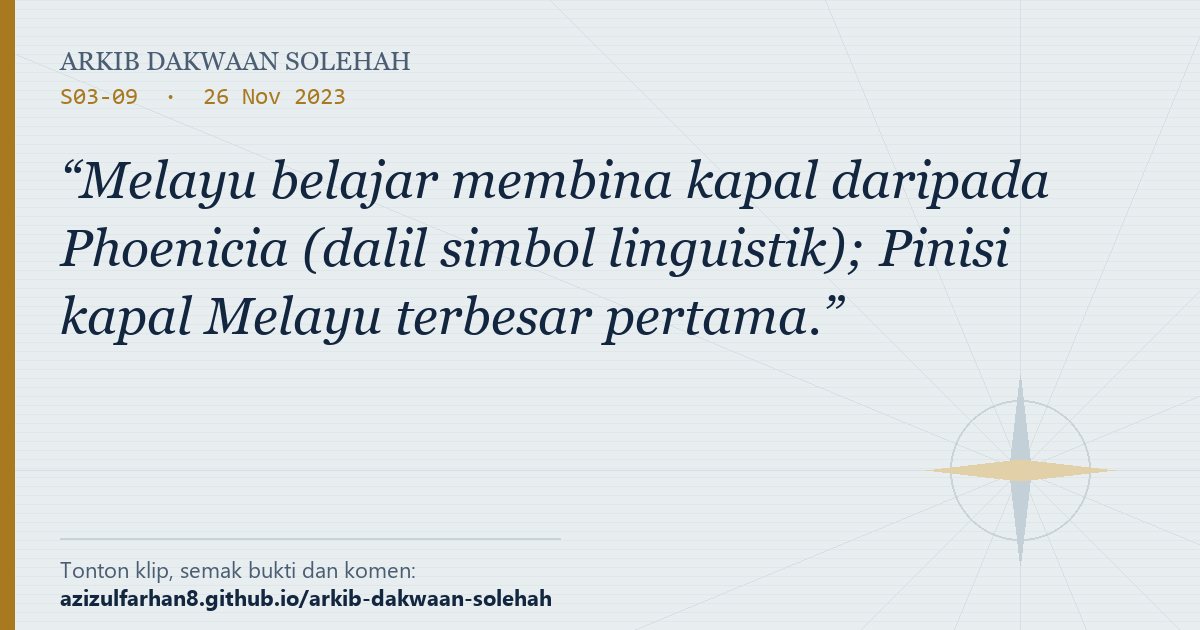 ARKIB DAKWAAN SOLEHAH
S03-09 · 26 Nov 2023
“Melayu belajar membina kapal daripada
Phoenicia (dalil simbol linguistik); Pinisi
kapal Melayu terbesar pertama.”
Tonton klip, semak bukti dan komen:
azizulfarhan8.github.io/arkib-dakwaan-solehah